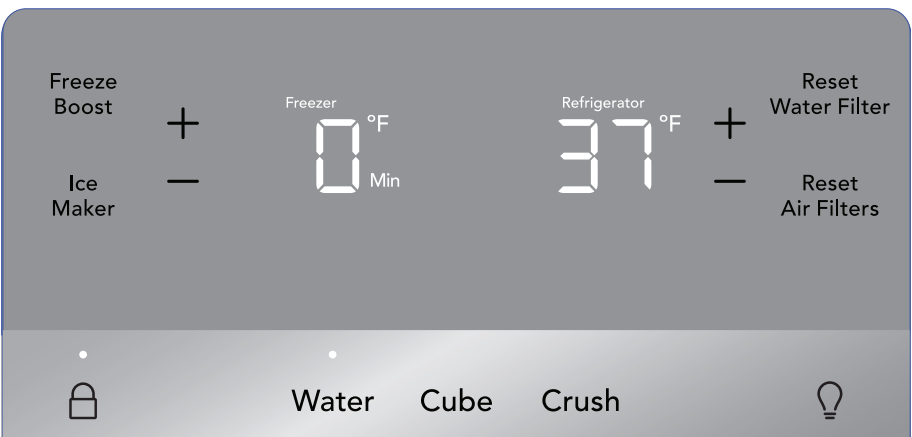 Freeze
Boost
+
Freezer
0 °F
Min
Refrigerator
37 °F
+
Reset
Water Filter
Ice
Maker
−
−
Reset
Air Filters
Water Cube Crush